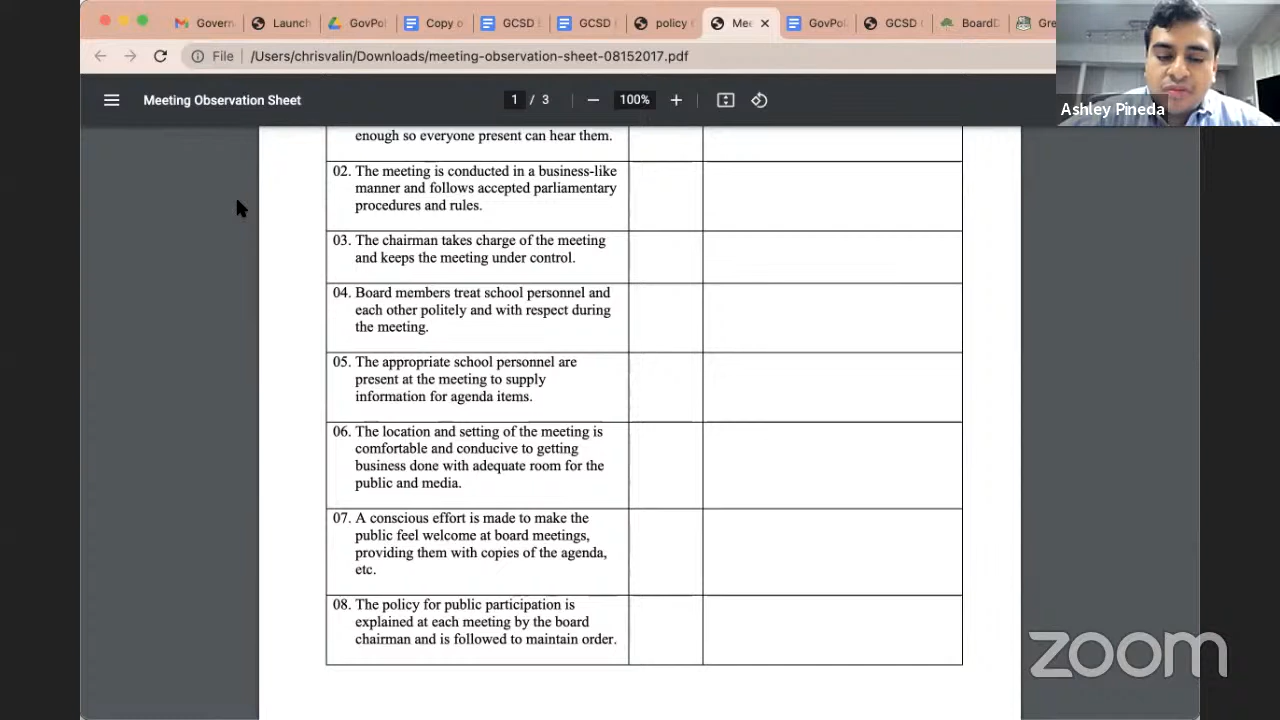 Govern
Launch
GovPol
Copy o
GCSD
GCSD
policy
Mee
GovPol
GCSD
BoardD
Gre
File /Users/chrisvalin/Downloads/meeting-observation-sheet-08152017.pdf
Meeting Observation Sheet
1 / 3
100%
Ashley Pineda
enough so everyone present can hear them.
02. The meeting is conducted in a business-like
manner and follows accepted parliamentary
procedures and rules.
03. The chairman takes charge of the meeting
and keeps the meeting under control.
04. Board members treat school personnel and
each other politely and with respect during
the meeting.
05. The appropriate school personnel are
present at the meeting to supply
information for agenda items.
06. The location and setting of the meeting is
comfortable and conducive to getting
business done with adequate room for the
public and media.
07. A conscious effort is made to make the
public feel welcome at board meetings,
providing them with copies of the agenda,
etc.
08. The policy for public participation is
explained at each meeting by the board
chairman and is followed to maintain order.
zoom